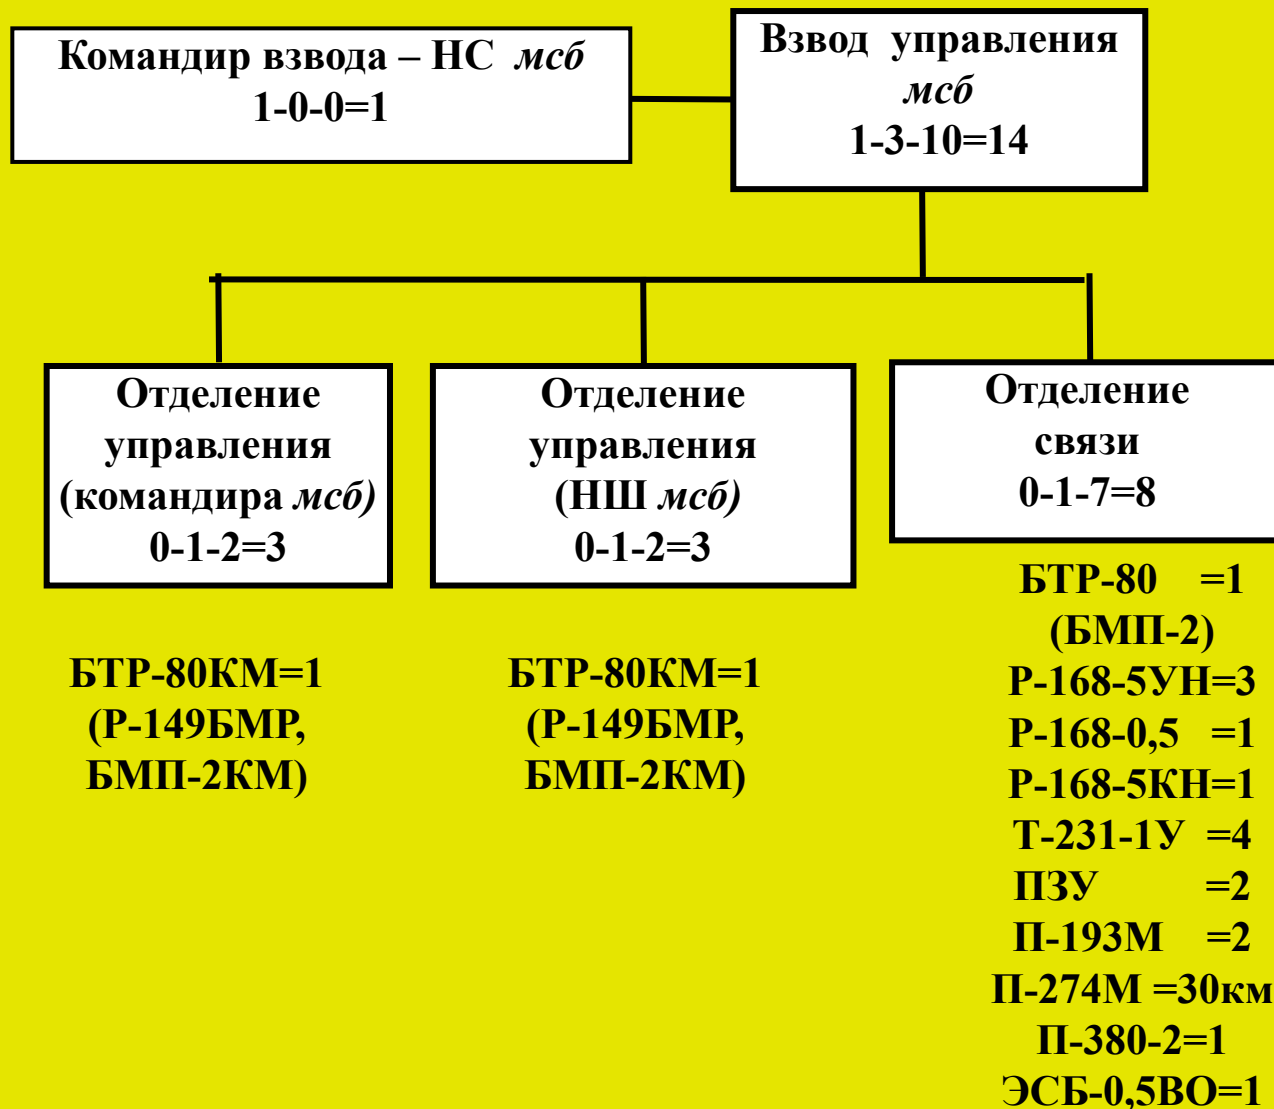 Командир взвода – НС мсб
1-0-0=1
Взвод управления
мсб
1-3-10=14
Отделение
управления
(командира мсб)
0-1-2=3
Отделение
управления
(НШ мсб)
0-1-2=3
Отделение
связи
0-1-7=8
БТР-80КМ=1
(Р-149БМР,
БМП-2КМ)
БТР-80КМ=1
(Р-149БМР,
БМП-2КМ)
БТР-80 =1
(БМП-2)
Р-168-5УН=3
Р-168-0,5 =1
Р-168-5КН=1
Т-231-1У =4
ПЗУ =2
П-193М =2
П-274М =30км
П-380-2=1
ЭСБ-0,5ВО=1